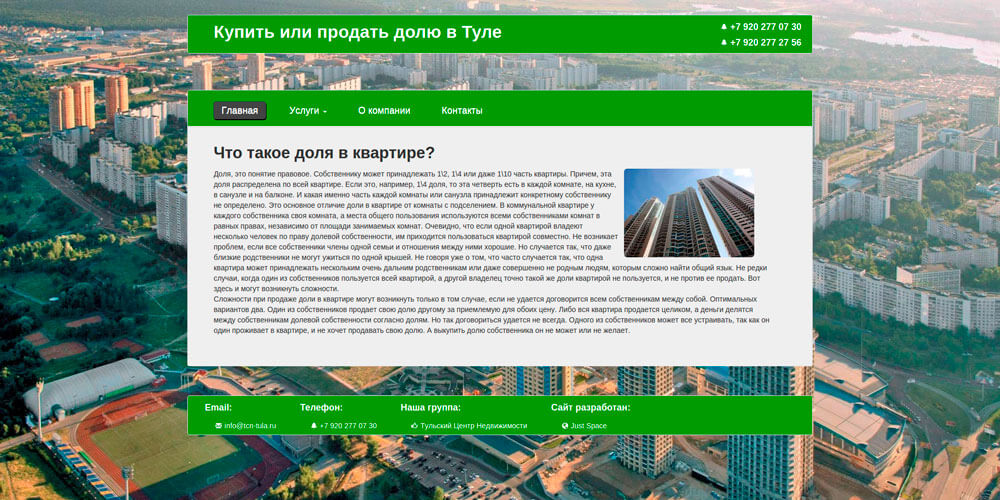 Купить или продать долю в Туле
+7 920 277 07 30
+7 920 277 27 56
Главная Услуги О компании Контакты
Что такое доля в квартире?
Доля, это понятие правовое. Собственнику может принадлежать 1\2, 1\4 или даже 1\10 часть квартиры. Причем, эта
доля распределена по всей квартире. Если это, например, 1\4 доля, то эта четверть есть в каждой комнате, на кухне,
в санузле и на балконе. И какая именно часть каждой комнаты или санузла принадлежит конкретному собственнику
не определено. Это основное отличие доли в квартире от комнаты с подселением. В коммунальной квартире у
каждого собственника своя комната, а места общего пользования используются всеми собственниками комнат в
равных правах, независимо от площади занимаемых комнат. Очевидно, что если одной квартирой владеют
несколько человек по праву долевой собственности, им приходится пользоваться квартирой совместно. Не возникает
проблем, если все собственники члены одной семьи и отношения между ними хорошие. Но случается так, что даже
близкие родственники не могут ужиться по одной крышей. Не говоря уже о том, что часто случается так, что одна
квартира может принадлежать нескольким очень дальним родственникам или даже совершенно не родным людям, которым сложно найти общий язык. Не редки
случаи, когда один из собственников пользуется всей квартирой, а другой владелец точно такой же доли квартирой не пользуется, и не против ее продать. Вот
здесь и могут возникнуть сложности.
Сложности при продаже доли в квартире могут возникнуть только в том случае, если не удается договорится всем собственникам между собой. Оптимальных
вариантов два. Один из собственников продает свою долю другому за приемлемую для обоих цену. Либо вся квартира продается целиком, а деньги делятся
между собственникам долевой собственности согласно долям. Но так договориться удается не всегда. Одного из собственников может все устраивать, так как он
один проживает в квартире, и не хочет продавать свою долю. А выкупить долю собственника он не может или не желает.
Email: Телефон: Наша группа: Сайт разработан:
info@tcn-tula.ru +7 920 277 07 30 Тульский Центр Недвижимости Just Space